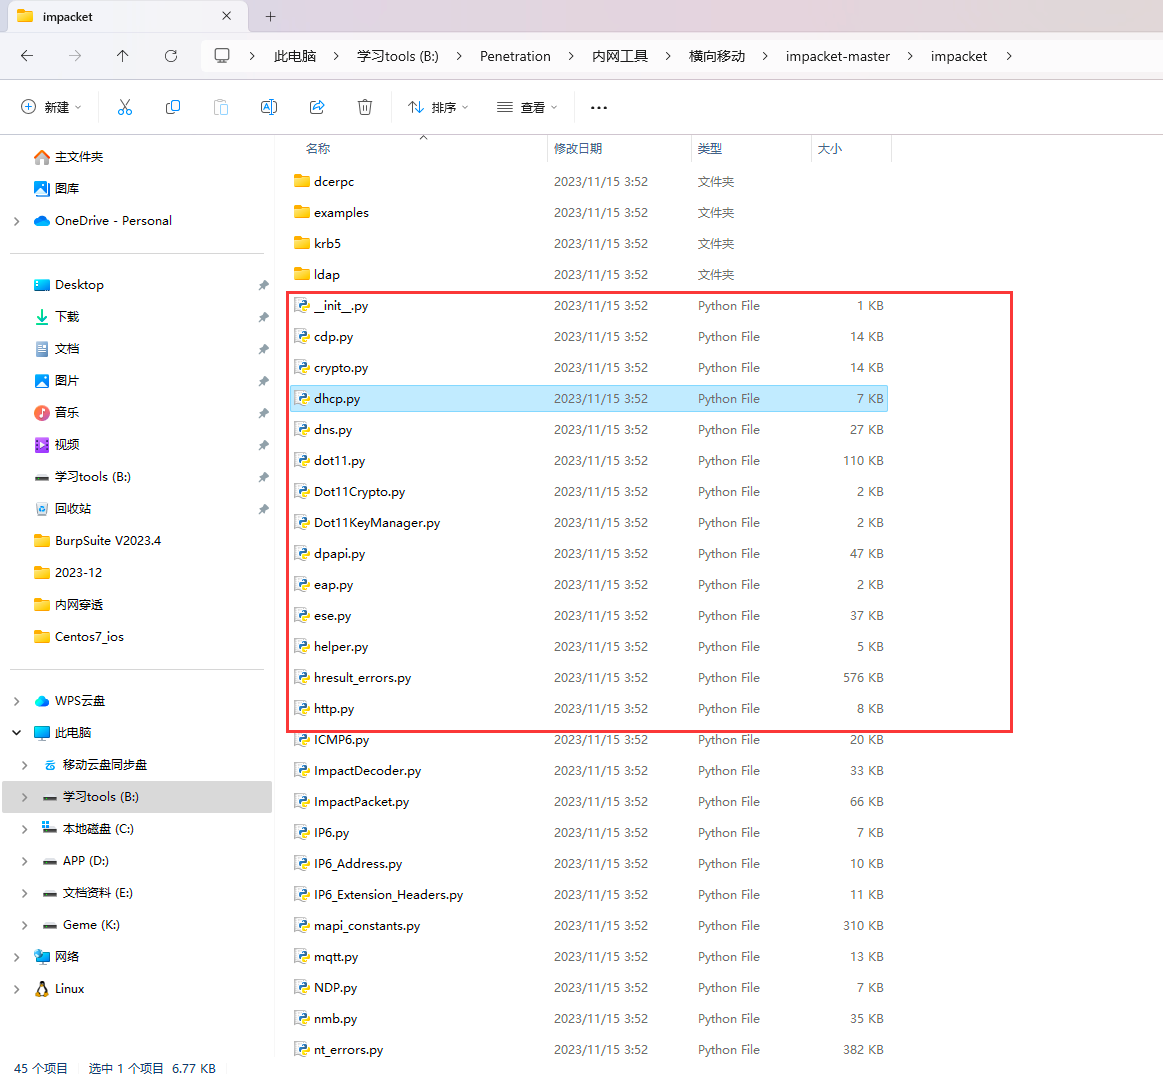 impacket
此电脑 学习tools (B:) Penetration 内网工具 横向移动 impacket-master impacket
新建 排序 查看
名称 修改日期 类型 大小
主文件夹
图库
OneDrive - Personal
Desktop
下载
文档
图片
音乐
视频
学习tools (B:)
回收站
BurpSuite V2023.4
2023-12
内网穿透
Centos7_ios
WPS云盘
此电脑
移动云盘同步盘
学习tools (B:)
本地磁盘 (C:)
APP (D:)
文档资料 (E:)
Geme (K:)
网络
Linux
dcerpc 2023/11/15 3:52 文件夹
examples 2023/11/15 3:52 文件夹
krb5 2023/11/15 3:52 文件夹
ldap 2023/11/15 3:52 文件夹
__init__.py 2023/11/15 3:52 Python File 1 KB
cdp.py 2023/11/15 3:52 Python File 14 KB
crypto.py 2023/11/15 3:52 Python File 14 KB
dhcp.py 2023/11/15 3:52 Python File 7 KB
dns.py 2023/11/15 3:52 Python File 27 KB
dot11.py 2023/11/15 3:52 Python File 110 KB
Dot11Crypto.py 2023/11/15 3:52 Python File 2 KB
Dot11KeyManager.py 2023/11/15 3:52 Python File 2 KB
dpapi.py 2023/11/15 3:52 Python File 47 KB
eap.py 2023/11/15 3:52 Python File 2 KB
ese.py 2023/11/15 3:52 Python File 37 KB
helper.py 2023/11/15 3:52 Python File 5 KB
hresult_errors.py 2023/11/15 3:52 Python File 576 KB
http.py 2023/11/15 3:52 Python File 8 KB
ICMP6.py 2023/11/15 3:52 Python File 20 KB
ImpactDecoder.py 2023/11/15 3:52 Python File 33 KB
ImpactPacket.py 2023/11/15 3:52 Python File 66 KB
IP6.py 2023/11/15 3:52 Python File 7 KB
IP6_Address.py 2023/11/15 3:52 Python File 10 KB
IP6_Extension_Headers.py 2023/11/15 3:52 Python File 11 KB
mapi_constants.py 2023/11/15 3:52 Python File 310 KB
mqtt.py 2023/11/15 3:52 Python File 13 KB
NDP.py 2023/11/15 3:52 Python File 7 KB
nmb.py 2023/11/15 3:52 Python File 35 KB
nt_errors.py 2023/11/15 3:52 Python File 382 KB
45 个项目 选中 1 个项目 6.77 KB